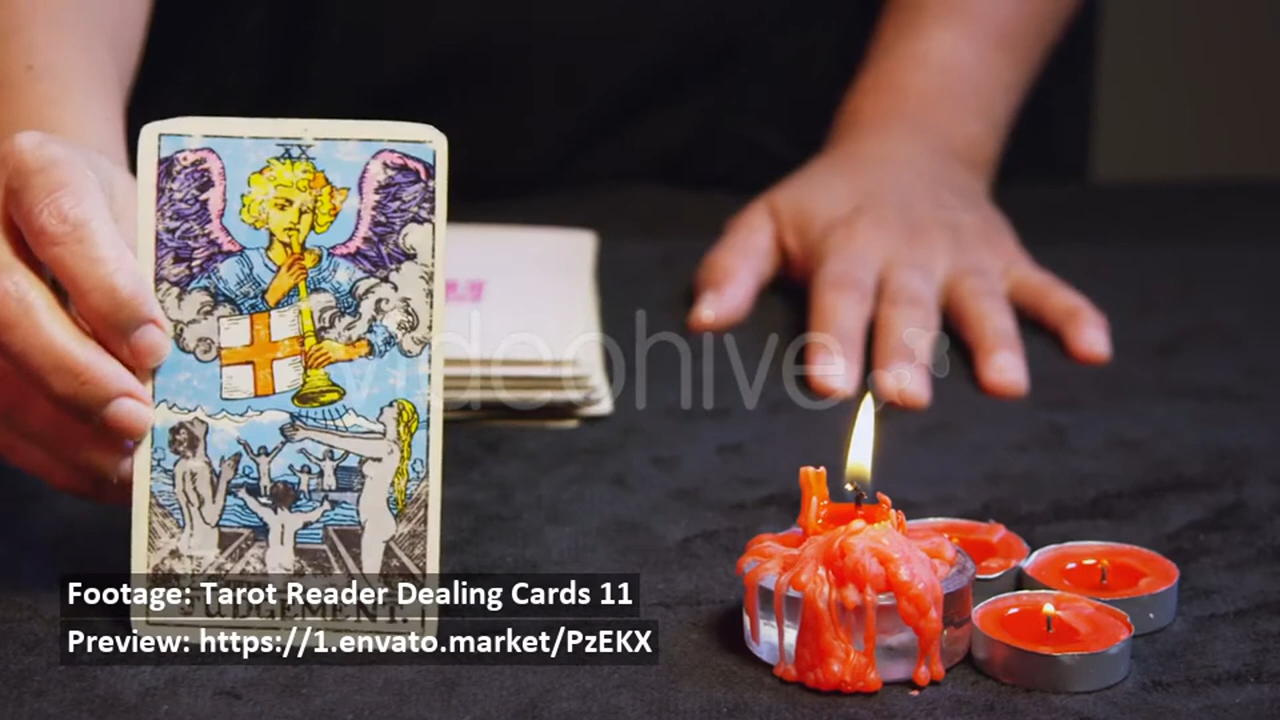 XX
videohive
Footage: Tarot Reader Dealing Cards 11
JUDGEMENT.
Preview: https://1.envato.market/PzEKX